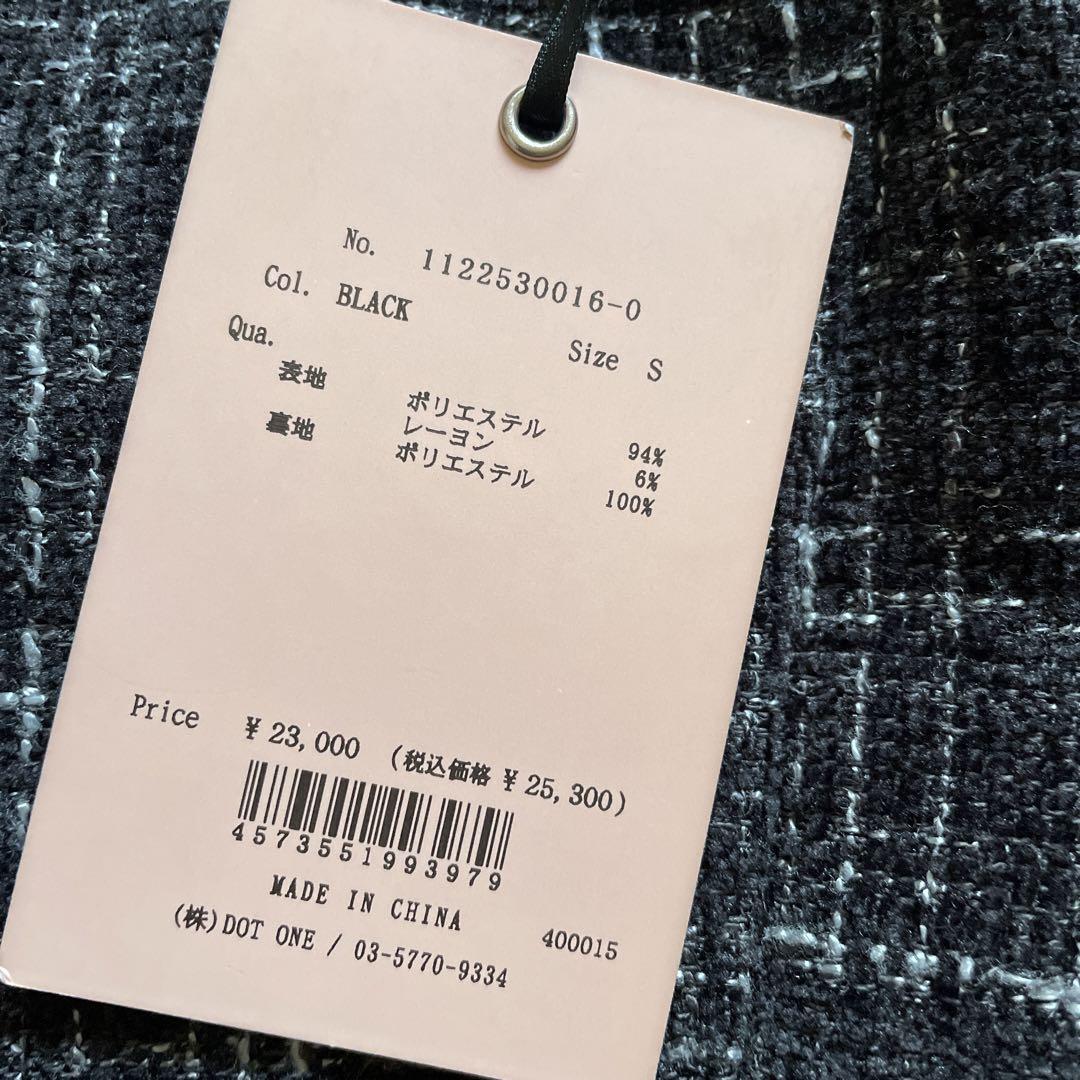 No. 1122530016-0
Col. BLACK Size S
Qua.
表地 ポリエステル 94%
レーヨン 6%
裏地 ポリエステル 100%
Price ¥23,000 (税込価格 ¥25,300)
4573551993979
MADE IN CHINA
(株)DOT ONE / 03-5770-9334 400015